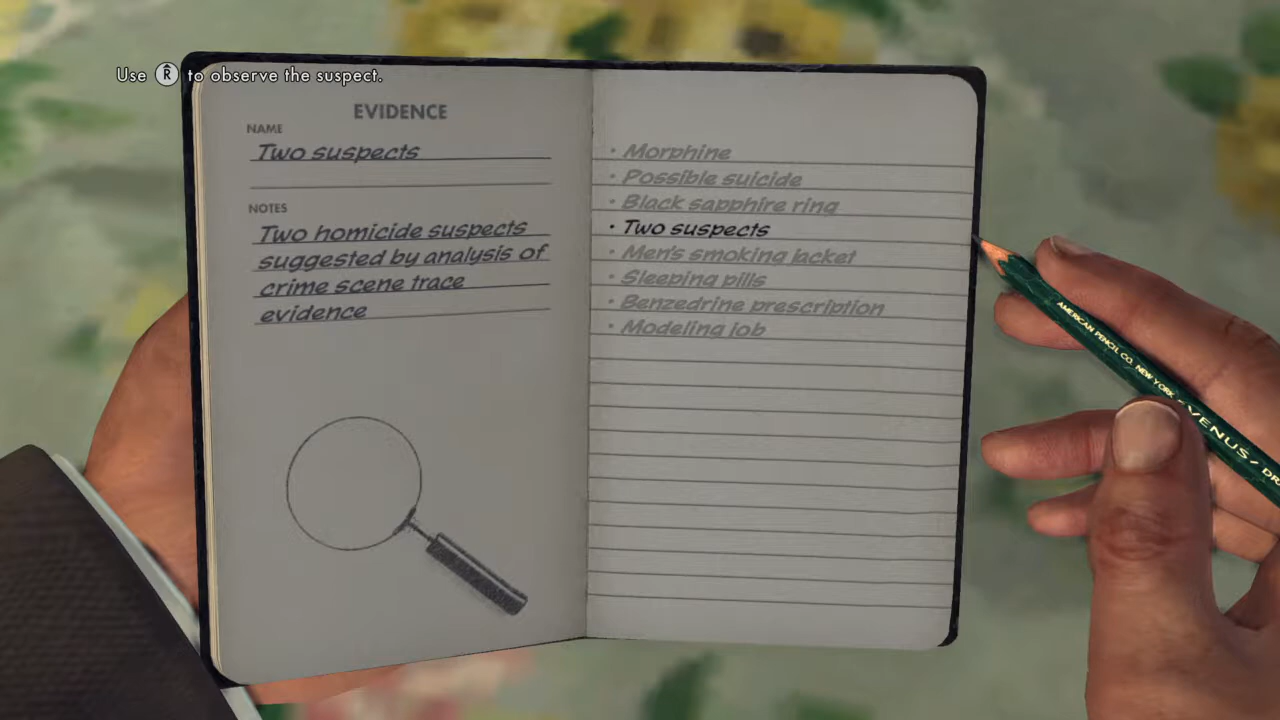 Use R to observe the suspect.
EVIDENCE
NAME
Two suspects
NOTES
Two homicide suspects
suggested by analysis of
crime scene trace
evidence
• Morphine
• Possible suicide
• Black sapphire ring
• Two suspects
• Men's smoking jacket
• Sleeping pills
• Benzedrine prescription
• Modeling job
AMERICAN PENCIL CO. NEW YORK VENUS/DR